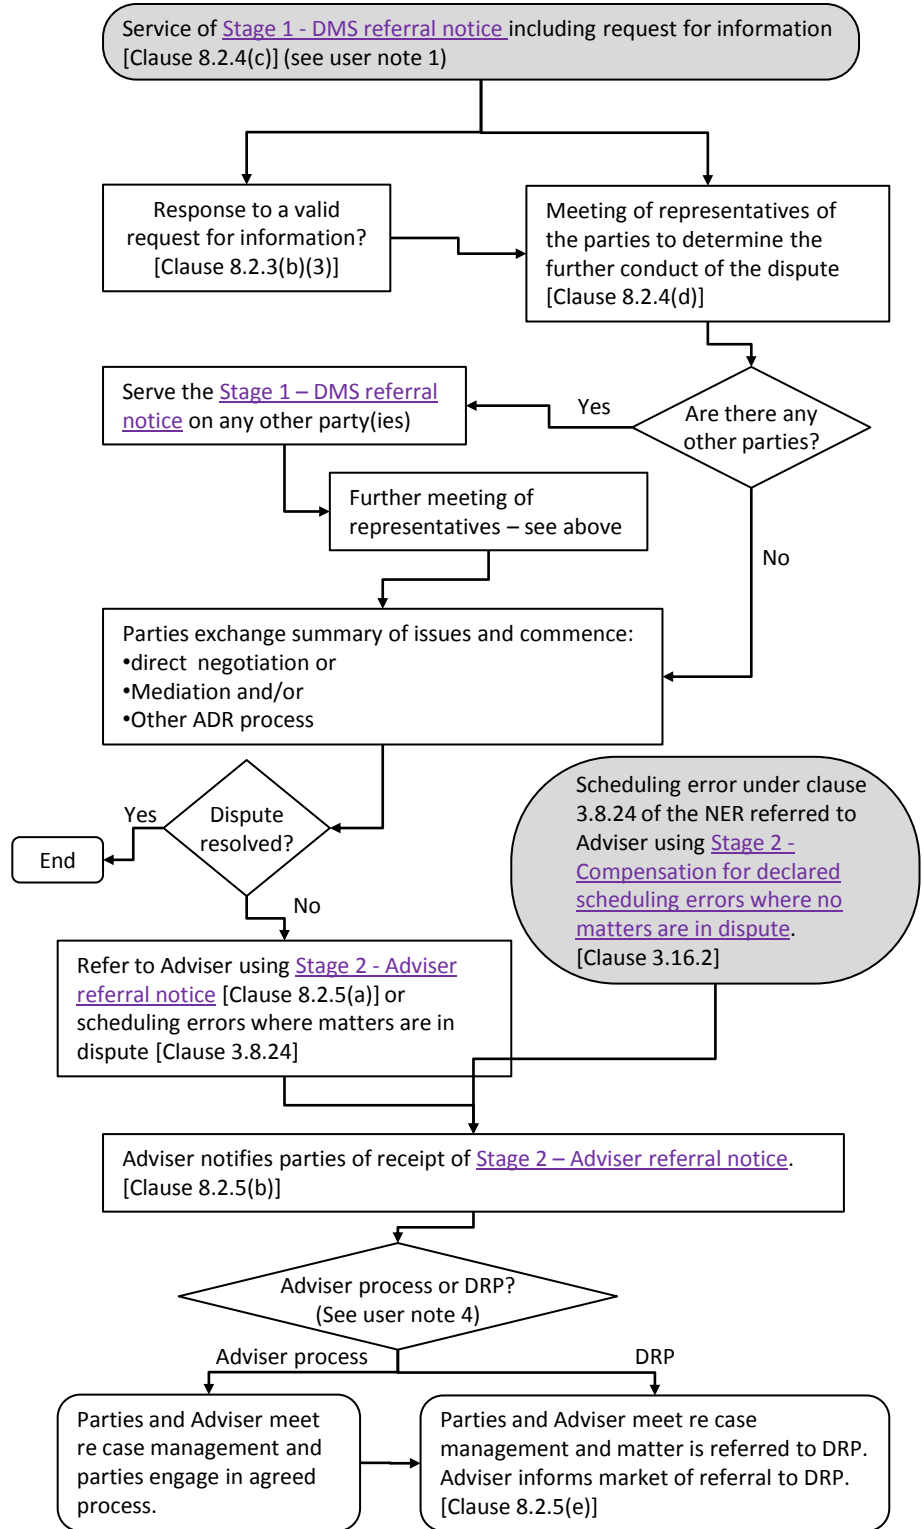 Service of Stage 1 - DMS referral notice including request for information
[Clause 8.2.4(c)] (see user note 1)
Response to a valid
request for information?
[Clause 8.2.3(b)(3)]
Meeting of representatives of
the parties to determine the
further conduct of the dispute
[Clause 8.2.4(d)]
Serve the Stage 1 – DMS referral
notice on any other party(ies)
Yes
Are there any
other parties?
Further meeting of
representatives – see above
No
Parties exchange summary of issues and commence:
•direct  negotiation or
•Mediation and/or
•Other ADR process
Yes
Dispute
resolved?
End
No
Scheduling error under clause
3.8.24 of the NER referred to
Adviser using Stage 2 -
Compensation for declared
scheduling errors where no
matters are in dispute.
[Clause 3.16.2]
Refer to Adviser using Stage 2 - Adviser
referral notice [Clause 8.2.5(a)] or
scheduling errors where matters are in
dispute [Clause 3.8.24]
Adviser notifies parties of receipt of Stage 2 – Adviser referral notice.
[Clause 8.2.5(b)]
Adviser process or DRP?
(See user note 4)
Adviser process
DRP
Parties and Adviser meet
re case management and
parties engage in agreed
process.
Parties and Adviser meet re case
management and matter is referred to DRP.
Adviser informs market of referral to DRP.
[Clause 8.2.5(e)]